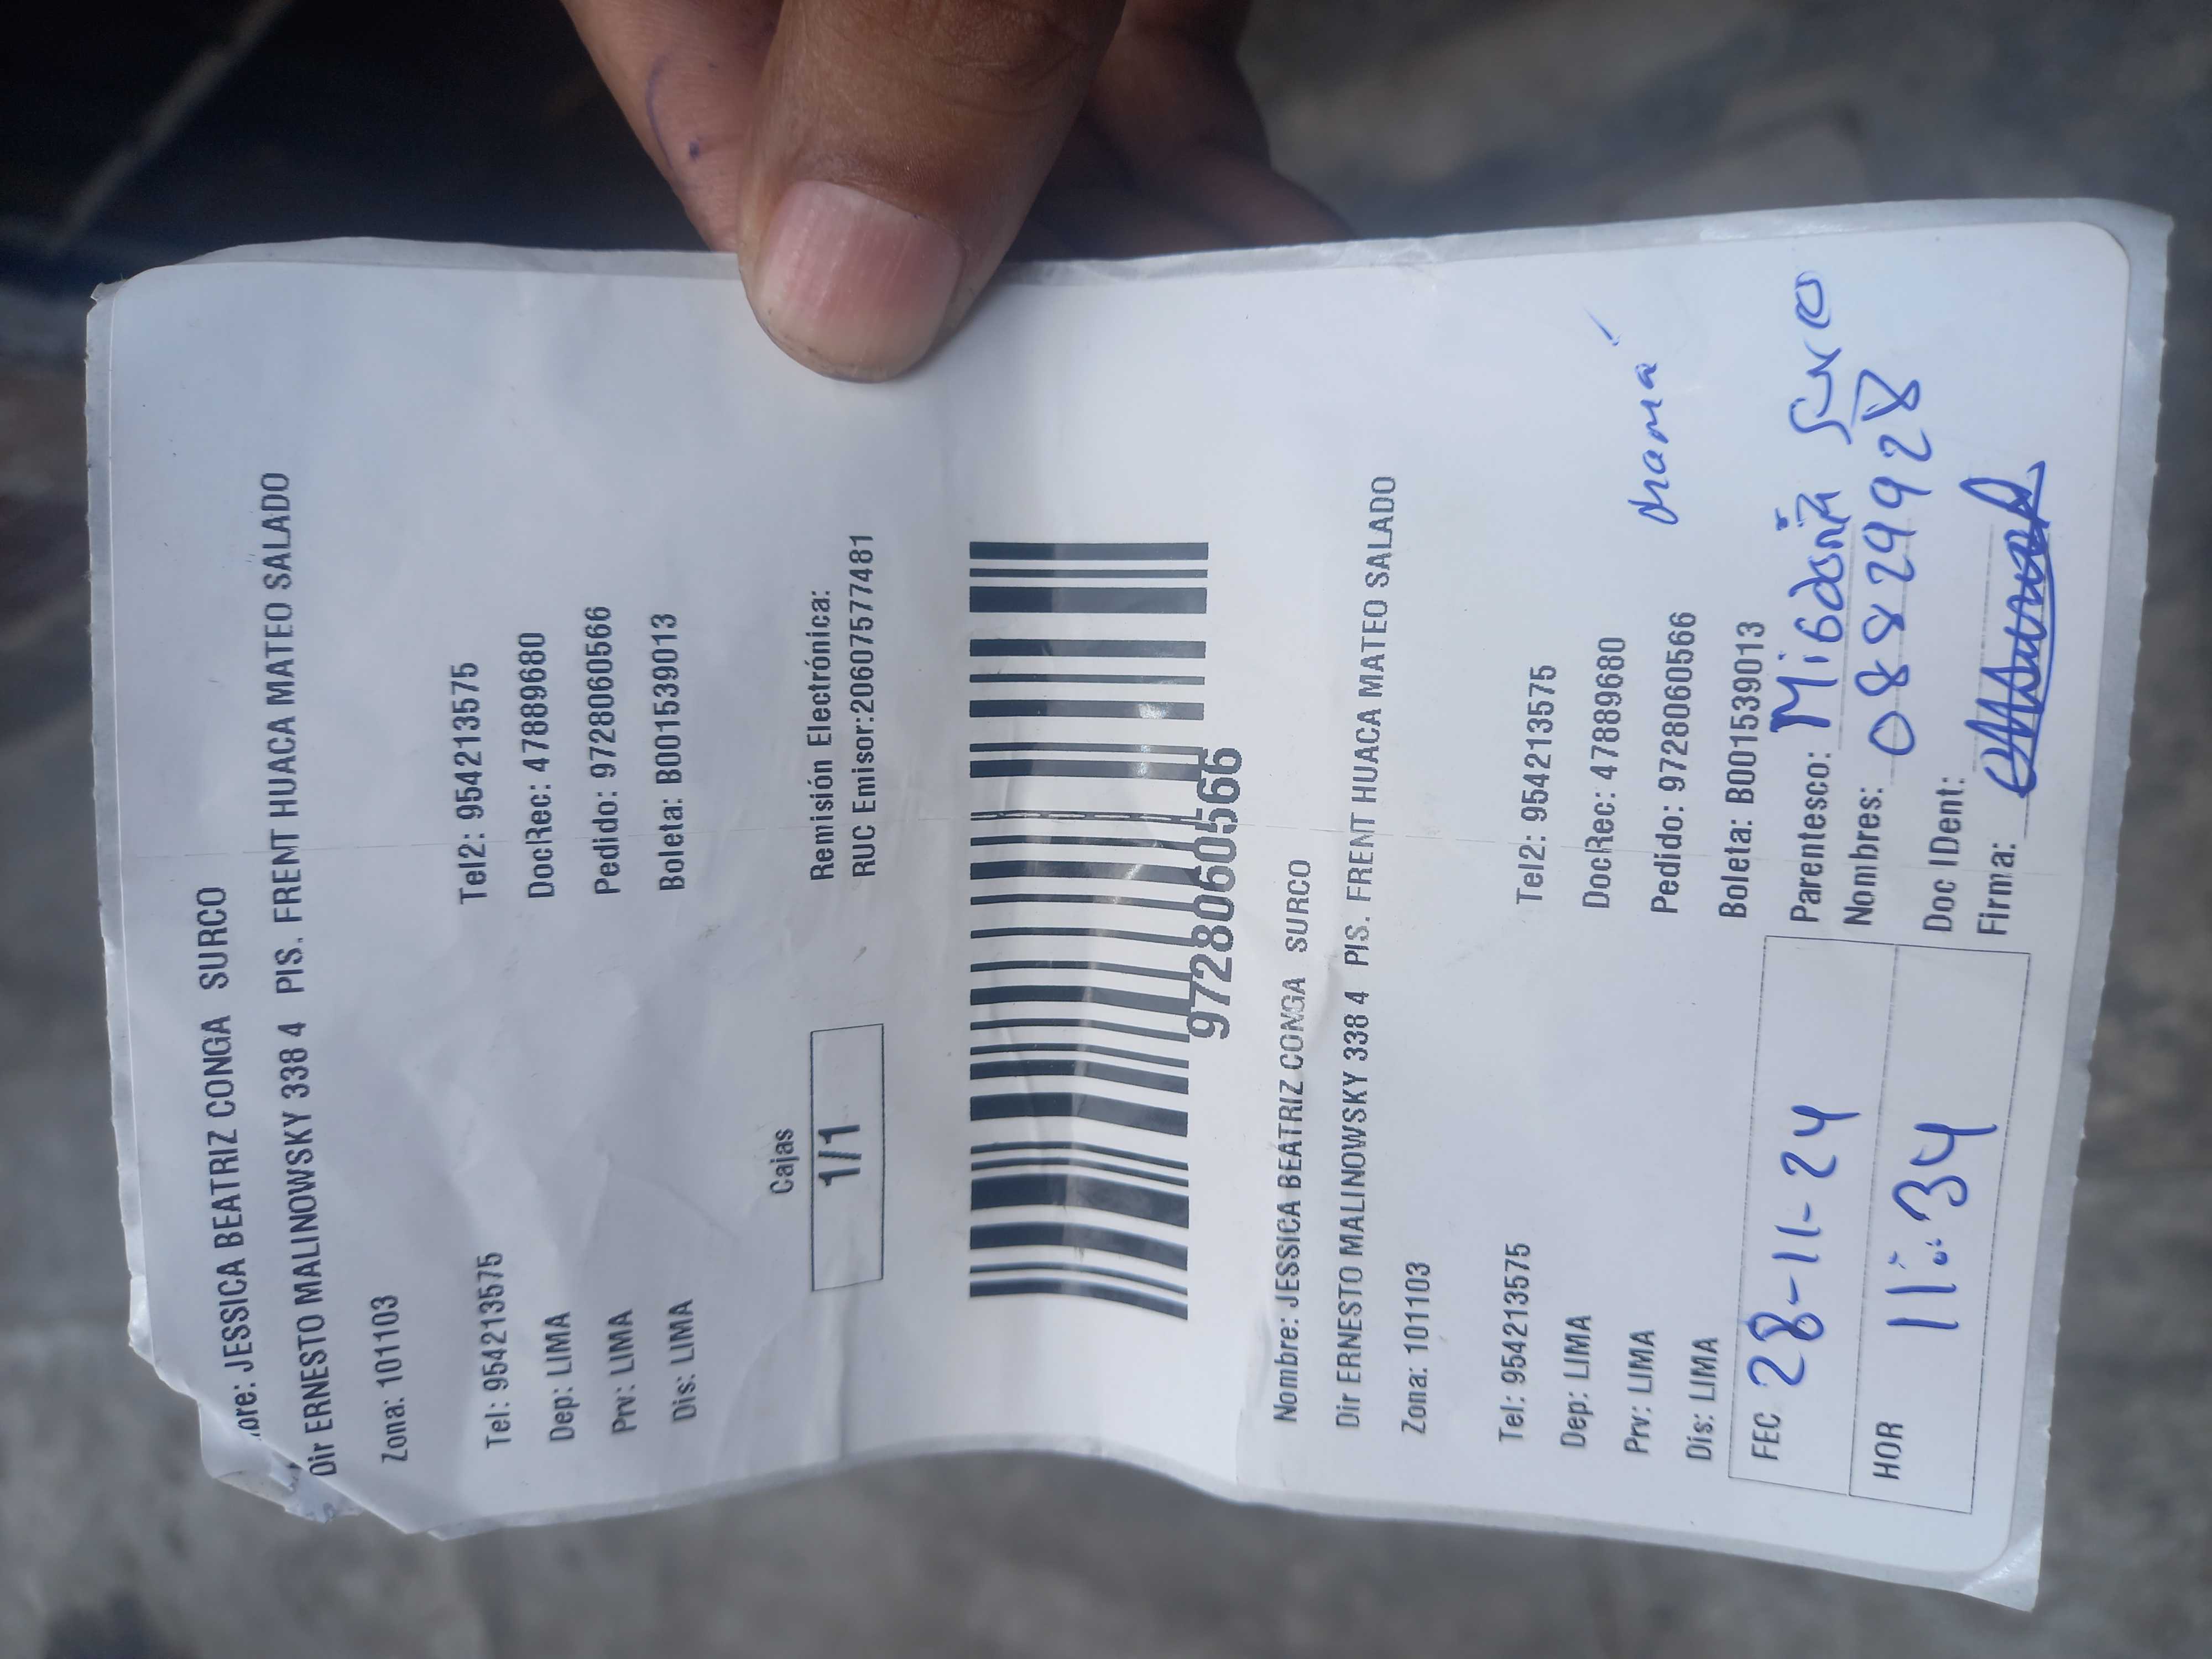 ore: JESSICA BEATRIZ CONGA SURCO
Dir ERNESTO MALINOWSKY 338 4 PIS. FRENT HUACA MATEO SALADO
Zona: 101103
Tel: 954213575 Tel2: 954213575
Dep: LIMA DocRec: 47889680
Prv: LIMA Pedido: 9728060566
Dis: LIMA Boleta: B001539013
Cajas
1/1
Remisión Electrónica:
RUC Emisor:20607577481
9728060566
Nombre: JESSICA BEATRIZ CONGA SURCO
Dir ERNESTO MALINOWSKY 338 4 PIS. FRENT HUACA MATEO SALADO
Zona: 101103
Tel: 954213575 Tel2: 954213575
Dep: LIMA DocRec: 47889680
Prv: LIMA Pedido: 9728060566
mamá
Dis: LIMA Boleta: B001539013
FEC 28-11-24
HOR 11:34
Parentesco:
Nombres: 08829928
Doc IDent:
Firma: